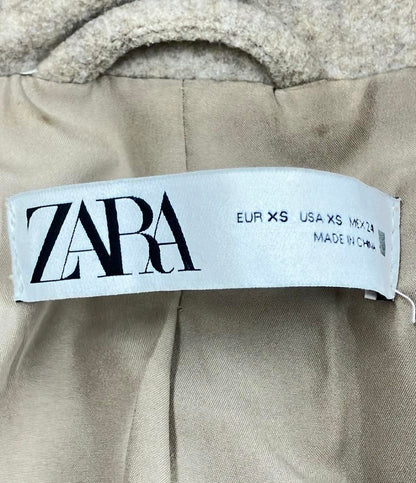 ZARA
EUR XS USA XS MEX 24
MADE IN CHINA